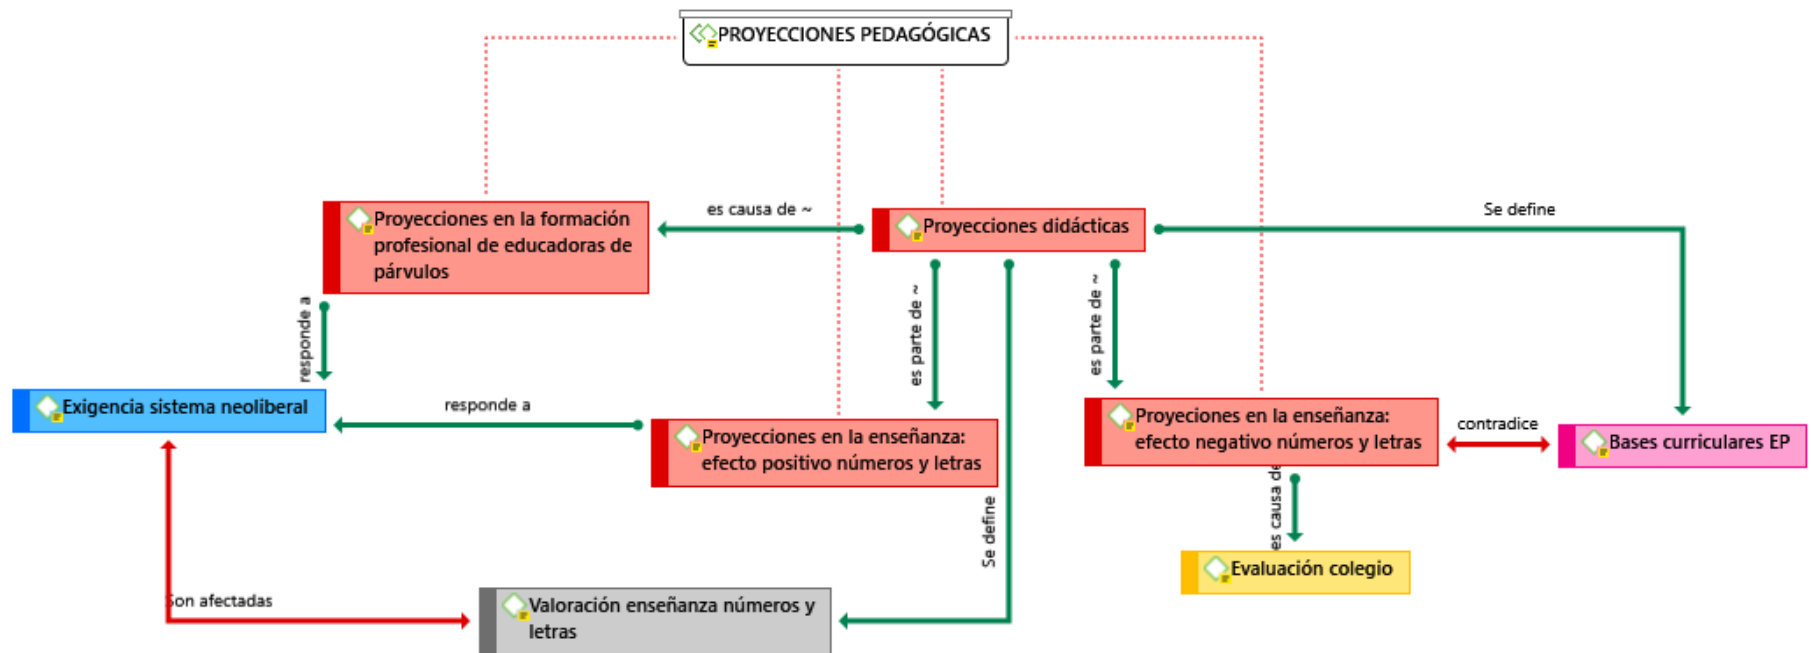 PROYECCIONES PEDAGÓGICAS
Proyecciones en la formación
profesional de educadoras de
párvulos
es causa de ~
Proyecciones didácticas
Se define
responde a
es parte de ~
es parte de ~
Exigencia sistema neoliberal
responde a
Proyecciones en la enseñanza:
efecto positivo números y letras
Proyeciones en la enseñanza:
efecto negativo números y letras
contradice
Bases curriculares EP
Se define
es causa de
Evaluación colegio
Son afectadas
Valoración enseñanza números y
letras